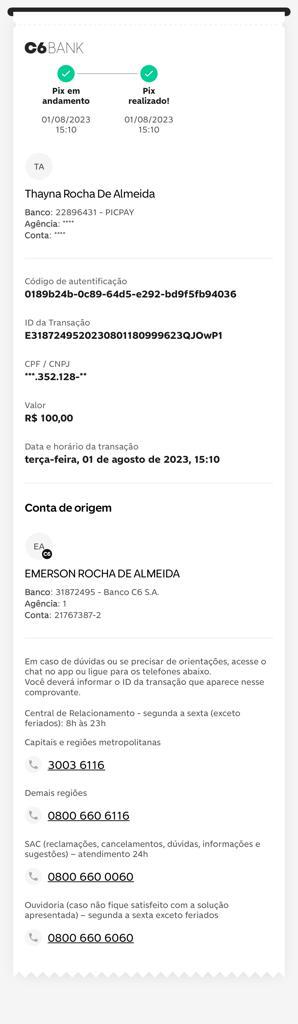 C6BANK
Pix em andamento
Pix realizado!
01/08/2023 15:10
01/08/2023 15:10
TA
Thayna Rocha De Almeida
Banco: 22896431 - PICPAY
Agência: ****
Conta: ****
Código de autentificação
0189b24b-0c89-64d5-e292-bd9f5fb94036
ID da Transação
E3187249520230801180999623QJOwP1
CPF / CNPJ
***.352.128-**
Valor
R$ 100,00
Data e horário da transação
terça-feira, 01 de agosto de 2023, 15:10
Conta de origem
EA
C6
EMERSON ROCHA DE ALMEIDA
Banco: 31872495 - Banco C6 S.A.
Agência: 1
Conta: 21767387-2
Em caso de dúvidas ou se precisar de orientações, acesse o
chat no app ou ligue para os telefones abaixo.
Você deverá informar o ID da transação que aparece nesse
comprovante.
Central de Relacionamento - segunda a sexta (exceto
feriados): 8h às 23h
Capitais e regiões metropolitanas
3003 6116
Demais regiões
0800 660 6116
SAC (reclamações, cancelamentos, dúvidas, informações e
sugestões) – atendimento 24h
0800 660 0060
Ouvidoria (caso não fique satisfeito com a solução
apresentada) – segunda a sexta exceto feriados
0800 660 6060